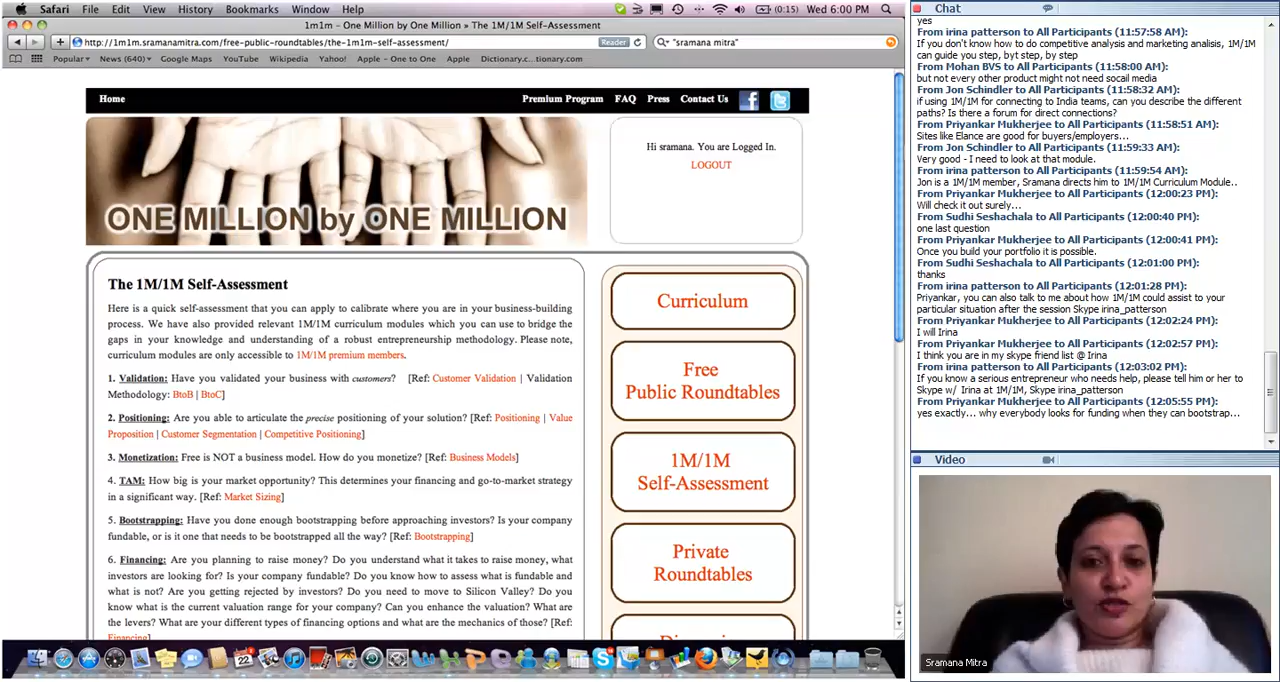 Safari File Edit View History Bookmarks Window Help (0:15) Wed 6:00 PM
1m1m - One Million by One Million » The 1M/1M Self-Assessment
http://1m1m.sramanamitra.com/free-public-roundtables/the-1m1m-self-assessment/ Reader "sramana mitra"
Popular News (640) Google Maps YouTube Wikipedia Yahoo! Apple - One to One Apple Dictionary.c...tionary.com
Home Premium Program FAQ Press Contact Us
ONE MILLION by ONE MILLION
Hi sramana. You are Logged In.
LOGOUT
The 1M/1M Self-Assessment
Here is a quick self-assessment that you can apply to calibrate where you are in your business-building
process. We have also provided relevant 1M/1M curriculum modules which you can use to bridge the
gaps in your knowledge and understanding of a robust entrepreneurship methodology. Please note,
curriculum modules are only accessible to 1M/1M premium members.
1. Validation: Have you validated your business with customers? [Ref: Customer Validation | Validation
Methodology: BtoB | BtoC]
2. Positioning: Are you able to articulate the precise positioning of your solution? [Ref: Positioning | Value
Proposition | Customer Segmentation | Competitive Positioning]
3. Monetization: Free is NOT a business model. How do you monetize? [Ref: Business Models]
4. TAM: How big is your market opportunity? This determines your financing and go-to-market strategy
in a significant way. [Ref: Market Sizing]
5. Bootstrapping: Have you done enough bootstrapping before approaching investors? Is your company
fundable, or is it one that needs to be bootstrapped all the way? [Ref: Bootstrapping]
6. Financing: Are you planning to raise money? Do you understand what it takes to raise money, what
investors are looking for? Is your company fundable? Do you know how to assess what is fundable and
what is not? Are you getting rejected by investors? Do you need to move to Silicon Valley? Do you
know what is the current valuation range for your company? Can you enhance the valuation? What are
the levers? What are your different types of financing options and what are the mechanics of those? [Ref:
Financing]
Curriculum
Free
Public Roundtables
1M/1M
Self-Assessment
Private
Roundtables
22
Chat
yes
From irina patterson to All Participants (11:57:58 AM):
If you don't know how to do competitive analysis and marketing analisis, 1M/1M
can guide you step, byt step, by step
From Mohan BVS to All Participants (11:58:00 AM):
but not every other product might not need socail media
From Jon Schindler to All Participants (11:58:32 AM):
if using 1M/1M for connecting to India teams, can you describe the different
paths? Is there a forum for direct connections?
From Priyankar Mukherjee to All Participants (11:58:51 AM):
Sites like Elance are good for buyers/employers...
From Jon Schindler to All Participants (11:59:33 AM):
Very good - I need to look at that module.
From irina patterson to All Participants (11:59:54 AM):
Jon is a 1M/1M member, Sramana directs him to 1M/1M Curriculum Module..
From Priyankar Mukherjee to All Participants (12:00:23 PM):
Will check it out surely...
From Sudhi Seshachala to All Participants (12:00:40 PM):
one last question
From Priyankar Mukherjee to All Participants (12:00:41 PM):
Once you build your portfolio it is possible.
From Sudhi Seshachala to All Participants (12:01:00 PM):
thanks
From irina patterson to All Participants (12:01:28 PM):
Priyankar, you can also talk to me about how 1M/1M could assist to your
particular situation after the session Skype irina_patterson
From Priyankar Mukherjee to All Participants (12:02:24 PM):
I will Irina
From Priyankar Mukherjee to All Participants (12:02:57 PM):
I think you are in my skype friend list @ Irina
From irina patterson to All Participants (12:03:02 PM):
If you know a serious entrepreneur who needs help, please tell him or her to
Skype w/ Irina at 1M/1M, Skype irina_patterson
From Priyankar Mukherjee to All Participants (12:05:55 PM):
yes exactly... why everybody looks for funding when they can bootstrap...
Video
Sramana Mitra